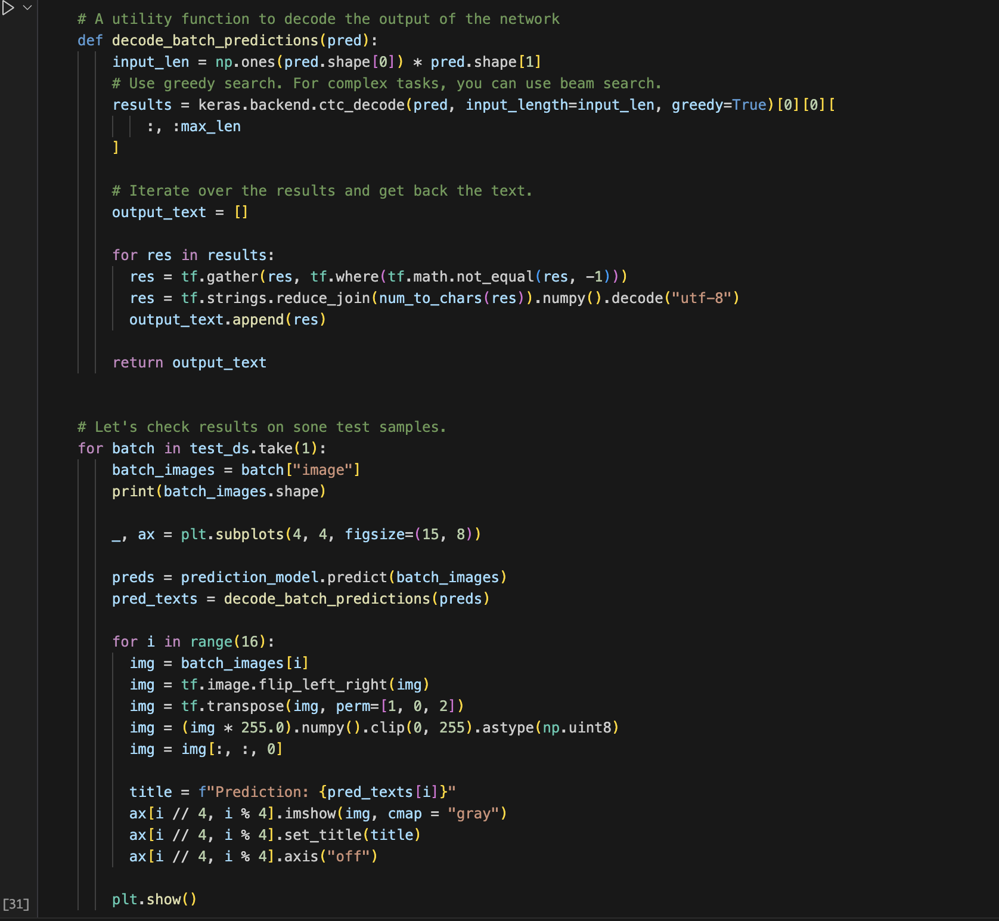 # A utility function to decode the output of the network
def decode_batch_predictions(pred):
    input_len = np.ones(pred.shape[0]) * pred.shape[1]
    # Use greedy search. For complex tasks, you can use beam search.
    results = keras.backend.ctc_decode(pred, input_length=input_len, greedy=True)[0][0][
        :, :max_len
    ]

    # Iterate over the results and get back the text.
    output_text = []

    for res in results:
      res = tf.gather(res, tf.where(tf.math.not_equal(res, -1)))
      res = tf.strings.reduce_join(num_to_chars(res)).numpy().decode("utf-8")
      output_text.append(res)

    return output_text


# Let's check results on sone test samples.
for batch in test_ds.take(1):
    batch_images = batch["image"]
    print(batch_images.shape)

    _, ax = plt.subplots(4, 4, figsize=(15, 8))

    preds = prediction_model.predict(batch_images)
    pred_texts = decode_batch_predictions(preds)

    for i in range(16):
      img = batch_images[i]
      img = tf.image.flip_left_right(img)
      img = tf.transpose(img, perm=[1, 0, 2])
      img = (img * 255.0).numpy().clip(0, 255).astype(np.uint8)
      img = img[:, :, 0]

      title = f"Prediction: {pred_texts[i]}"
      ax[i // 4, i % 4].imshow(img, cmap = "gray")
      ax[i // 4, i % 4].set_title(title)
      ax[i // 4, i % 4].axis("off")

    plt.show()
[31]